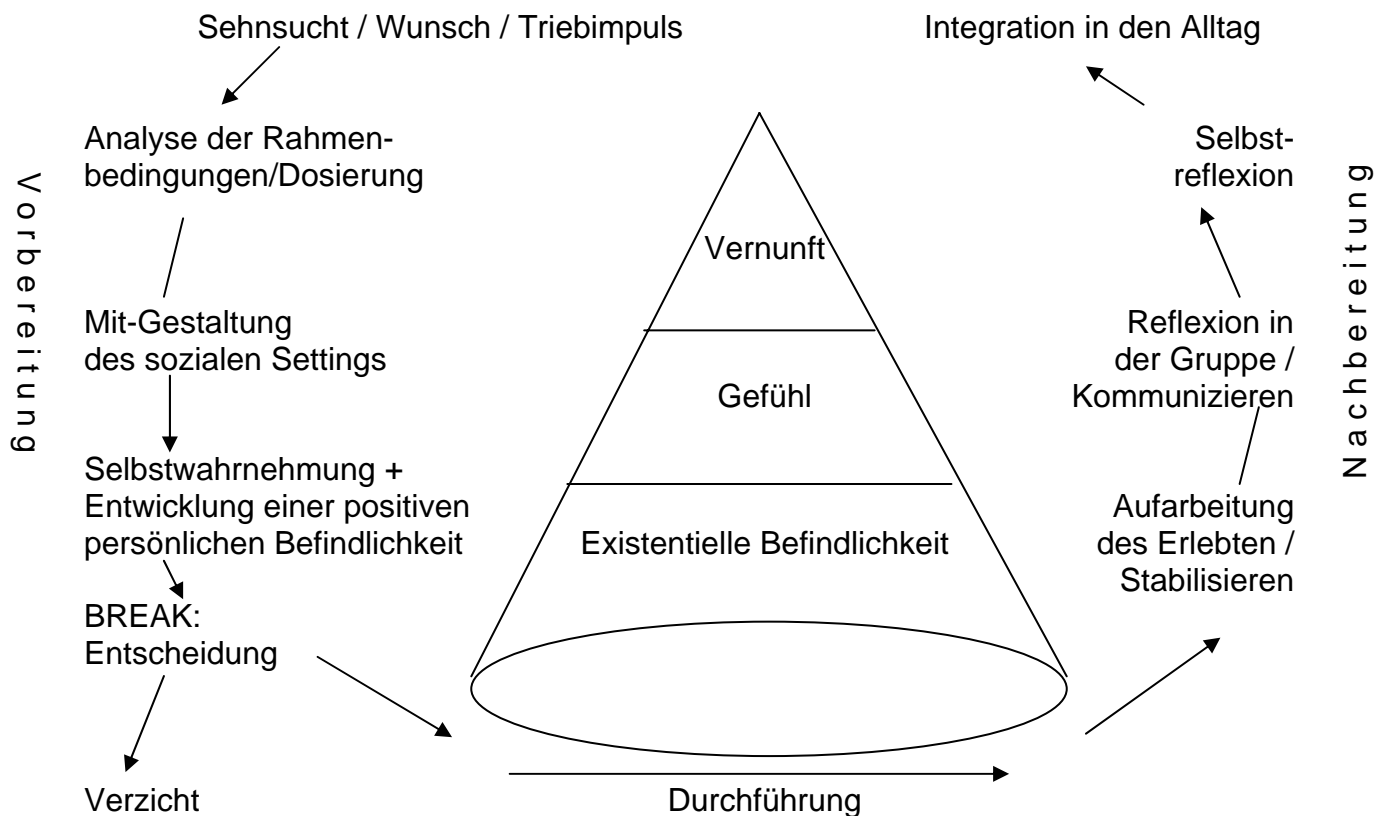 Sehnsucht / Wunsch / Triebimpuls
Integration in den Alltag
Vorbereitung
Analyse der Rahmen-
bedingungen/Dosierung
Mit-Gestaltung
des sozialen Settings
Selbstwahrnehmung +
Entwicklung einer positiven
persönlichen Befindlichkeit
BREAK:
Entscheidung
Verzicht
Vernunft
Gefühl
Existentielle Befindlichkeit
Durchführung
Selbst-
reflexion
Reflexion in
der Gruppe /
Kommunizieren
Aufarbeitung
des Erlebten /
Stabilisieren
Nachbereitung